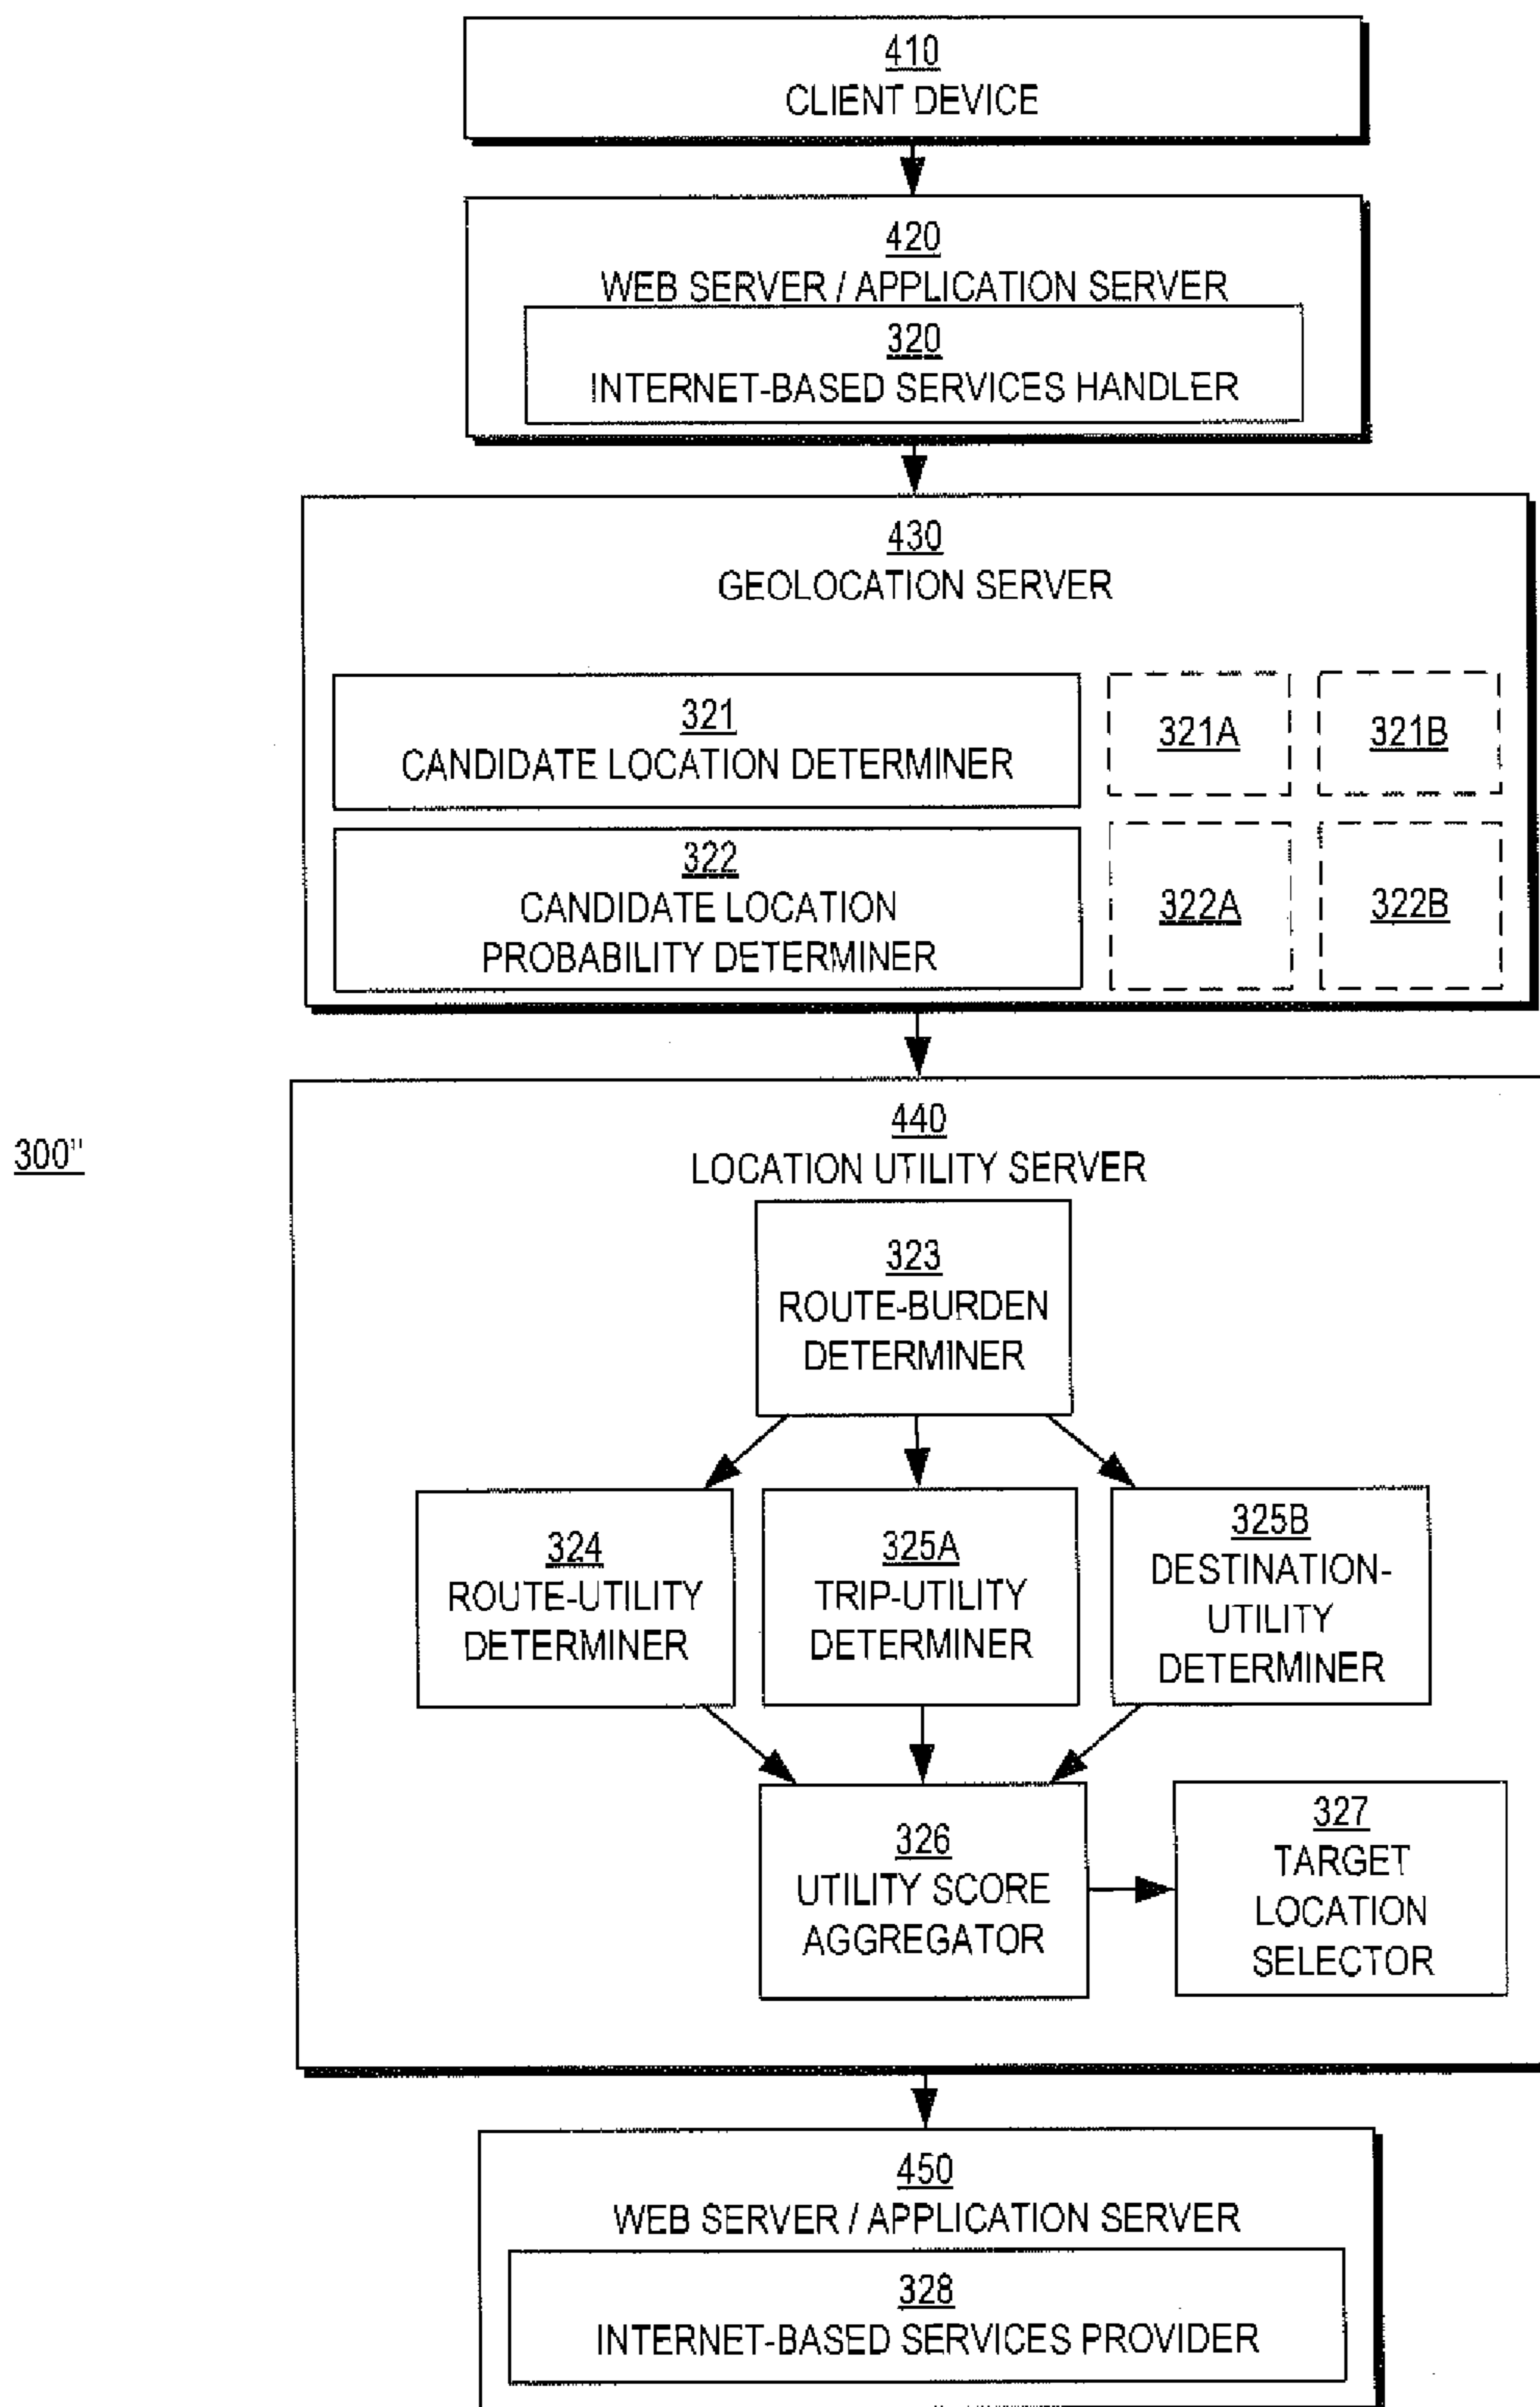 410
CLIENT DEVICE
420
WEB SERVER / APPLICATION SERVER
320
INTERNET-BASED SERVICES HANDLER
430
GEOLOCATION SERVER
321
CANDIDATE LOCATION DETERMINER
321A
321B
322
CANDIDATE LOCATION
PROBABILITY DETERMINER
322A
322B
300"
440
LOCATION UTILITY SERVER
323
ROUTE-BURDEN
DETERMINER
324
ROUTE-UTILITY
DETERMINER
325A
TRIP-UTILITY
DETERMINER
325B
DESTINATION-
UTILITY
DETERMINER
326
UTILITY SCORE
AGGREGATOR
327
TARGET
LOCATION
SELECTOR
450
WEB SERVER / APPLICATION SERVER
328
INTERNET-BASED SERVICES PROVIDER